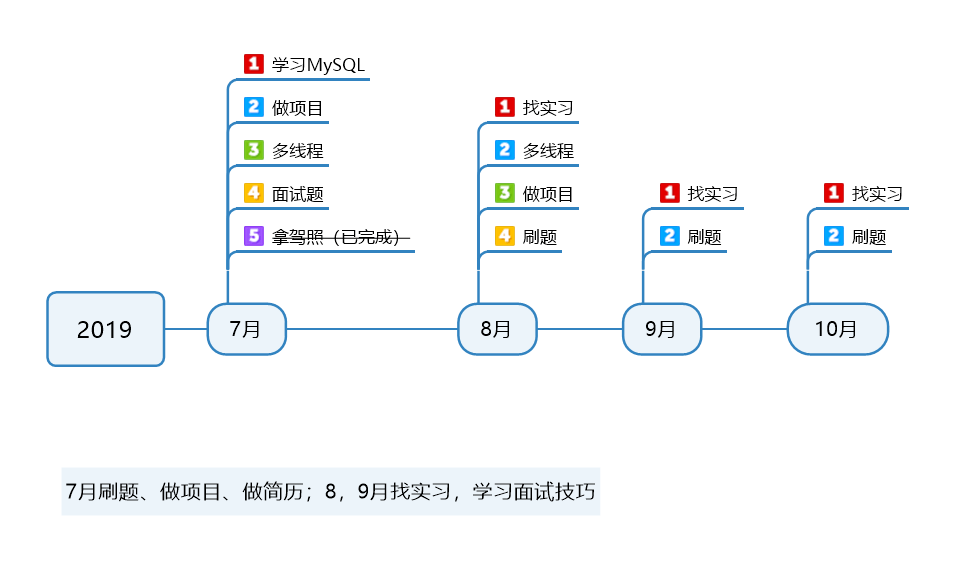 2019
7月
1 学习MySQL
2 做项目
3 多线程
4 面试题
5 拿驾照（已完成）
8月
1 找实习
2 多线程
3 做项目
4 刷题
9月
1 找实习
2 刷题
10月
1 找实习
2 刷题
7月刷题、做项目、做简历；8，9月找实习，学习面试技巧